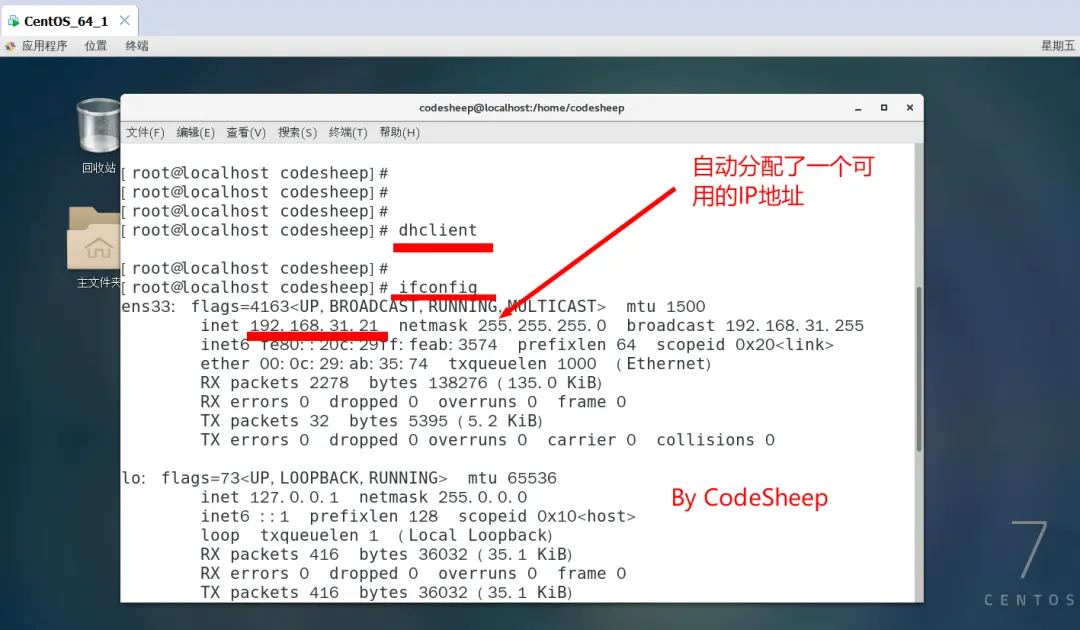 CentOS_64_1
应用程序 位置 终端 星期五
codesheep@localhost:/home/codesheep
文件(F) 编辑(E) 查看(V) 搜索(S) 终端(T) 帮助(H)
回收站
主文件夹
[root@localhost codesheep]#
[root@localhost codesheep]#
[root@localhost codesheep]#
[root@localhost codesheep]# dhclient
[root@localhost codesheep]#
[root@localhost codesheep]# ifconfig
ens33: flags=4163<UP,BROADCAST,RUNNING,MULTICAST> mtu 1500
inet 192.168.31.21 netmask 255.255.255.0 broadcast 192.168.31.255
inet6 fe80::20c:29ff:feab:3574 prefixlen 64 scopeid 0x20<link>
ether 00:0c:29:ab:35:74 txqueuelen 1000 (Ethernet)
RX packets 2278 bytes 138276 (135.0 KiB)
RX errors 0 dropped 0 overruns 0 frame 0
TX packets 32 bytes 5395 (5.2 KiB)
TX errors 0 dropped 0 overruns 0 carrier 0 collisions 0
lo: flags=73<UP,LOOPBACK,RUNNING> mtu 65536
inet 127.0.0.1 netmask 255.0.0.0
inet6 ::1 prefixlen 128 scopeid 0x10<host>
loop txqueuelen 1 (Local Loopback)
RX packets 416 bytes 36032 (35.1 KiB)
RX errors 0 dropped 0 overruns 0 frame 0
TX packets 416 bytes 36032 (35.1 KiB)
自动分配了一个可
用的IP地址
By CodeSheep
7
CENTOS